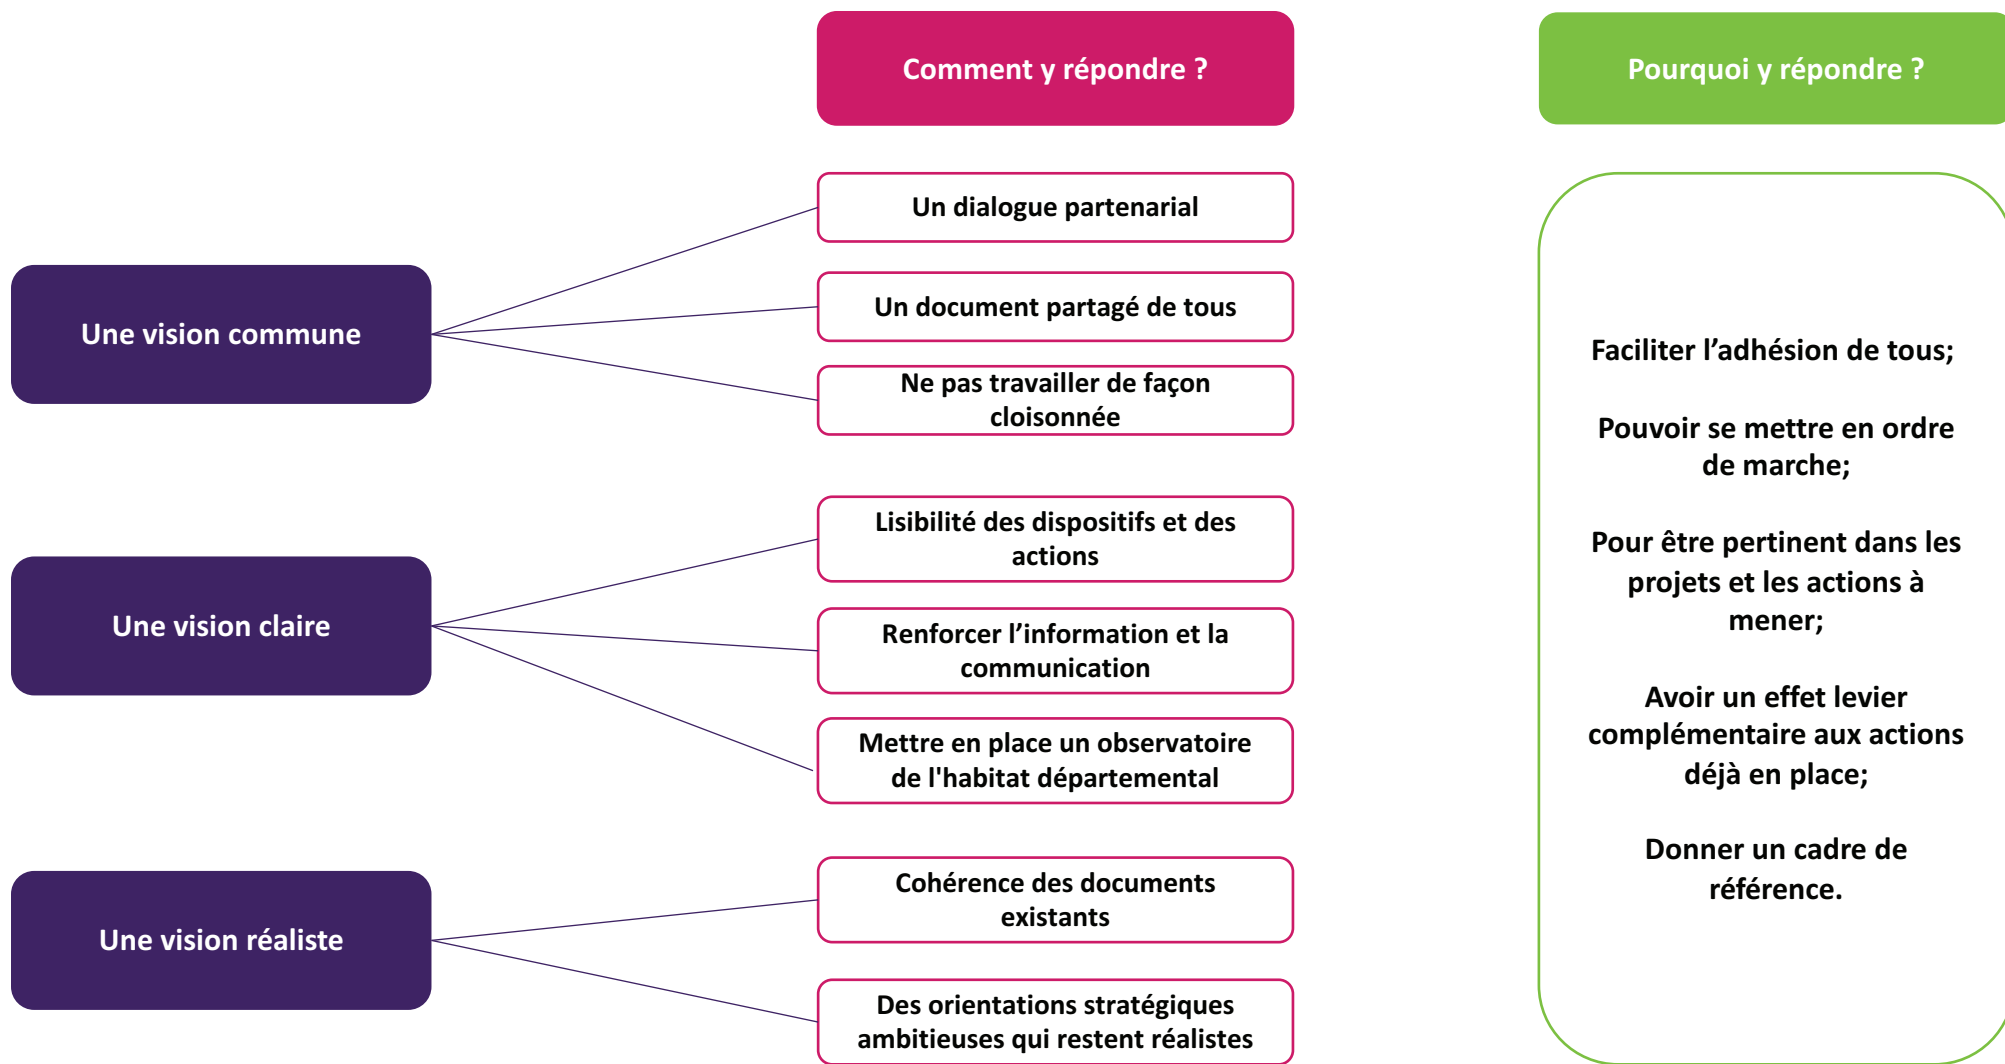 Comment y répondre ?
Pourquoi y répondre ?
Une vision commune
Un dialogue partenarial
Un document partagé de tous
Ne pas travailler de façon
cloisonnée
Une vision claire
Lisibilité des dispositifs et des
actions
Renforcer l’information et la
communication
Mettre en place un observatoire
de l'habitat départemental
Une vision réaliste
Cohérence des documents
existants
Des orientations stratégiques
ambitieuses qui restent réalistes
Faciliter l’adhésion de tous;
Pouvoir se mettre en ordre
de marche;
Pour être pertinent dans les
projets et les actions à
mener;
Avoir un effet levier
complémentaire aux actions
déjà en place;
Donner un cadre de
référence.